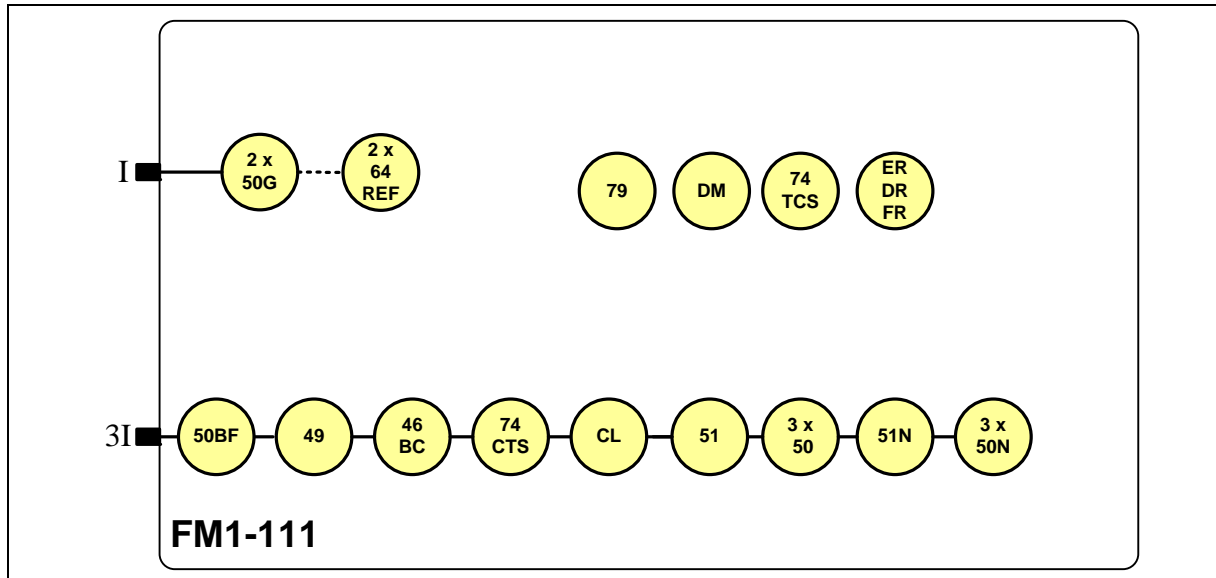 I
2 x
50G
2 x
64
REF
79
DM
74
TCS
ER
DR
FR
3I
50BF
49
46
BC
74
CTS
CL
51
3 x
50
51N
3 x
50N
FM1-111